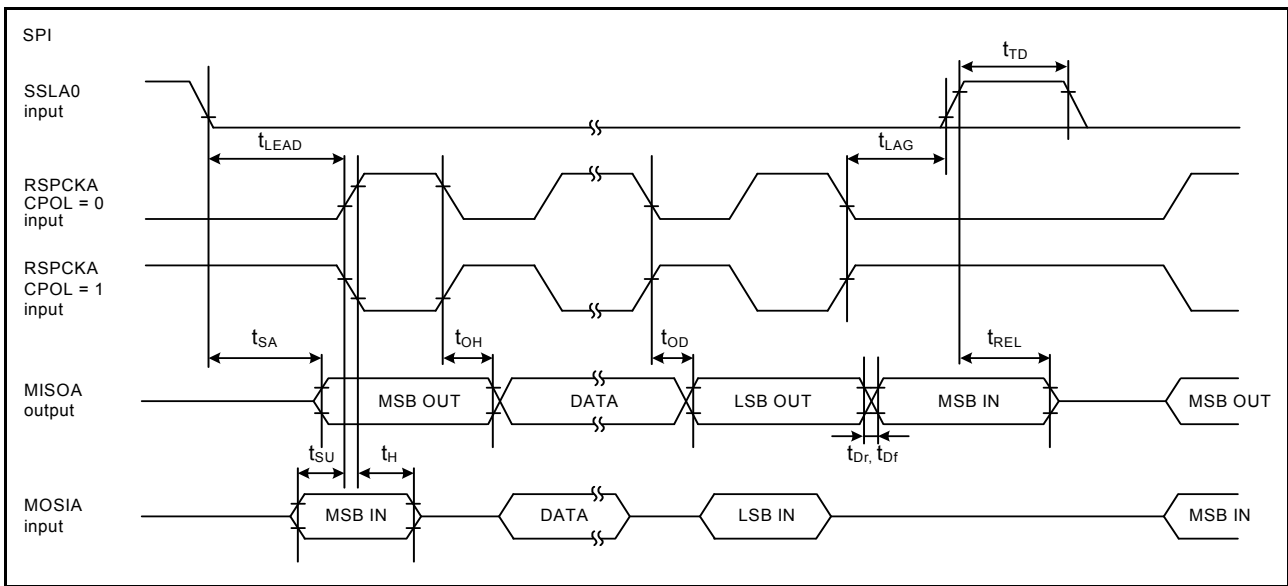 SPI
tTD
SSLA0
input
tLEAD
tLAG
RSPCKA
CPOL = 0
input
RSPCKA
CPOL = 1
input
tSA
tOH
tOD
tREL
MISOA
output
MSB OUT
DATA
LSB OUT
MSB IN
MSB OUT
tSU
tH
tDr, tDf
MOSIA
input
MSB IN
DATA
LSB IN
MSB IN